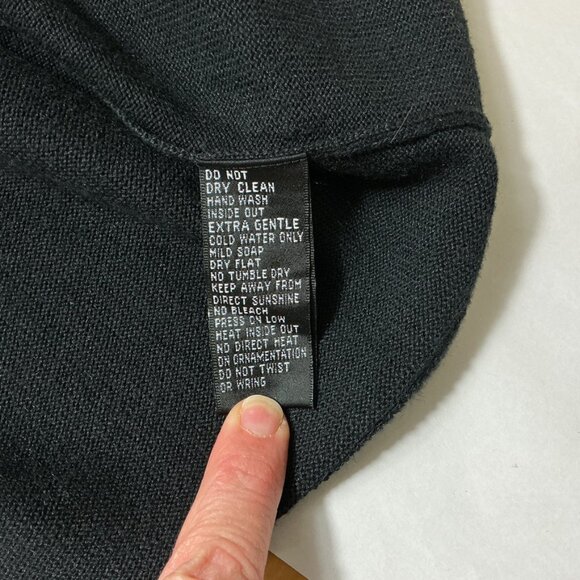 DO NOT
DRY CLEAN
HAND WASH
INSIDE OUT
EXTRA GENTLE
COLD WATER ONLY
MILD SOAP
DRY FLAT
NO TUMBLE DRY
KEEP AWAY FROM
DIRECT SUNSHINE
NO BLEACH
PRESS ON LOW
HEAT INSIDE OUT
NO DIRECT HEAT
ON ORNAMENTATION
DO NOT TWIST
OR WRING